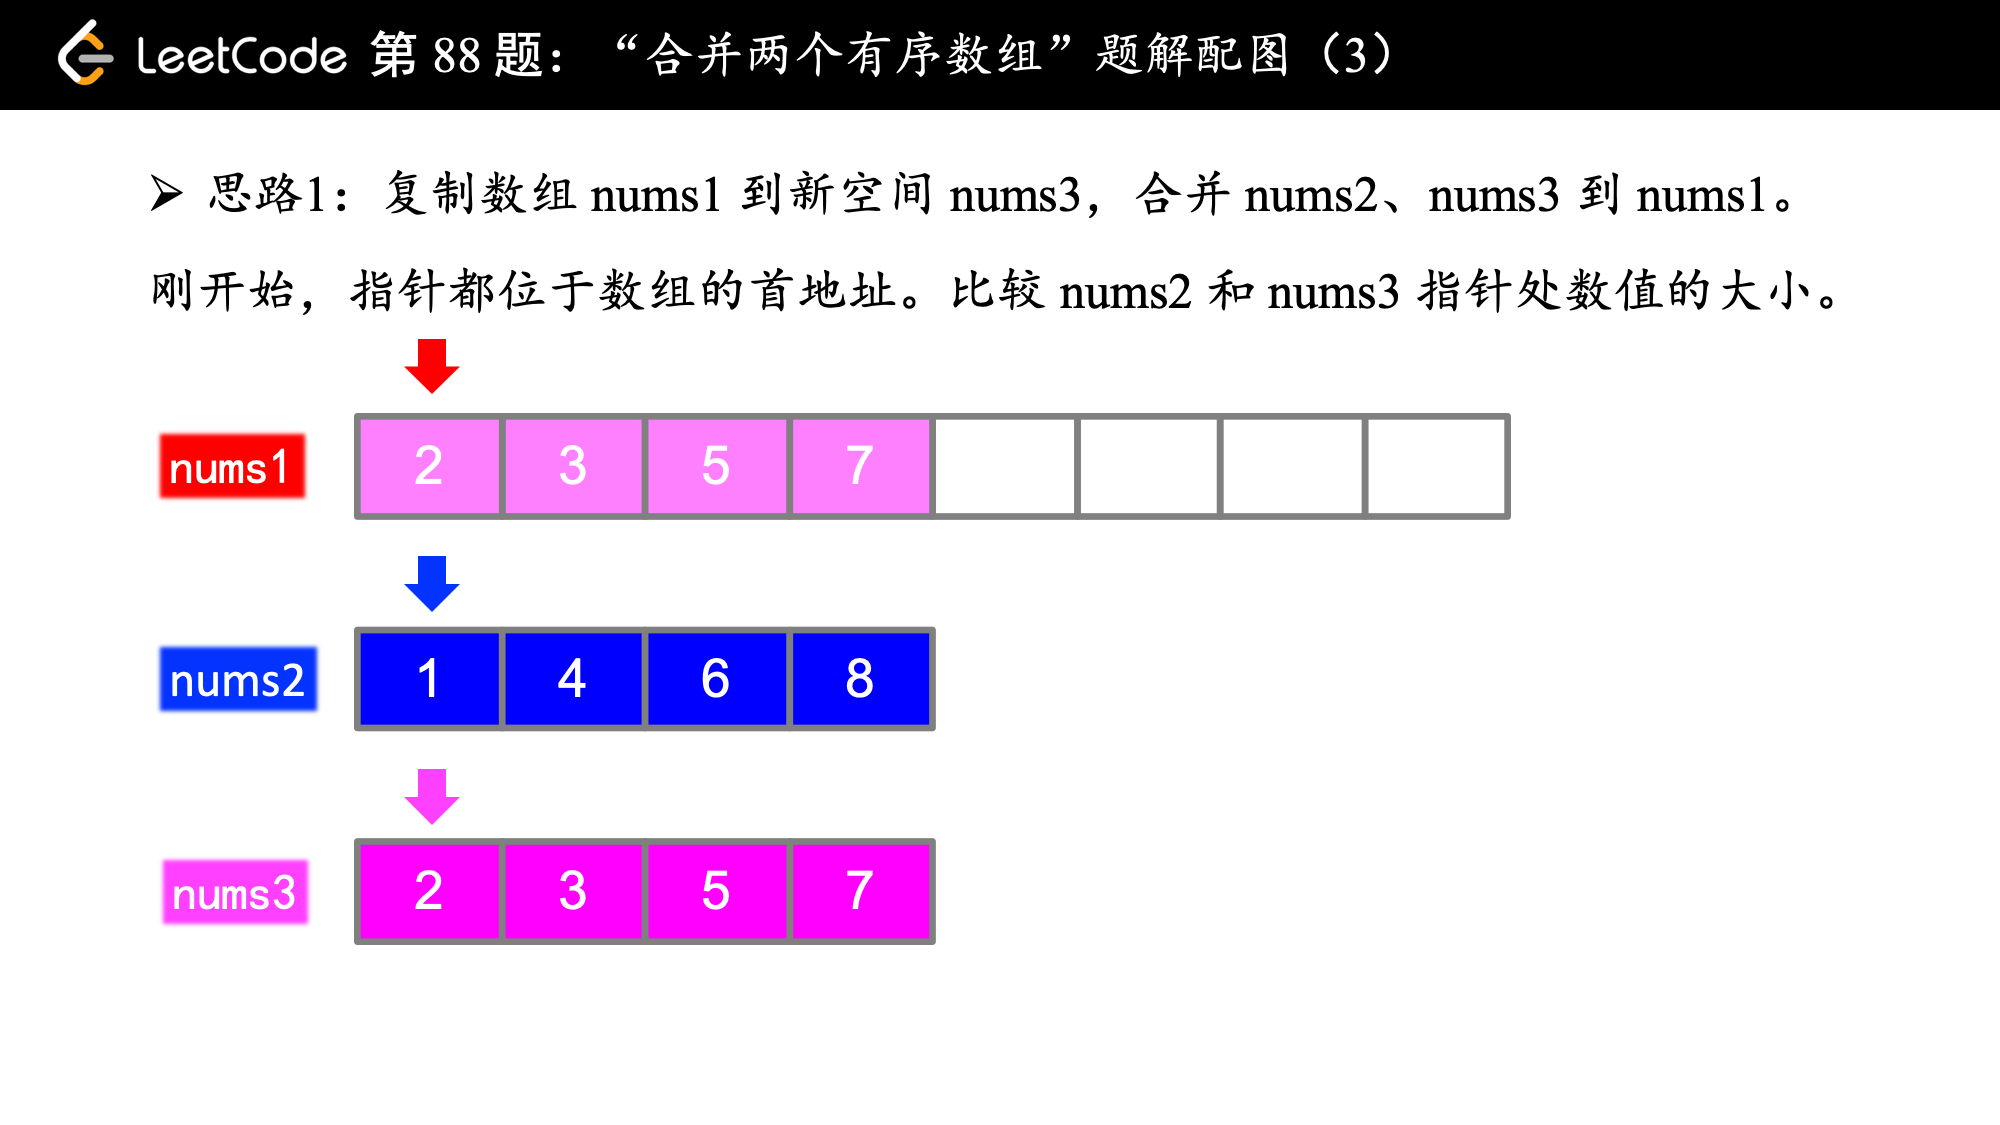 LeetCode 第 88 题：“合并两个有序数组”题解配图（3）
➢ 思路1：复制数组 nums1 到新空间 nums3，合并 nums2、nums3 到 nums1。
刚开始，指针都位于数组的首地址。比较 nums2 和 nums3 指针处数值的大小。
nums1 2 3 5 7
nums2 1 4 6 8
nums3 2 3 5 7